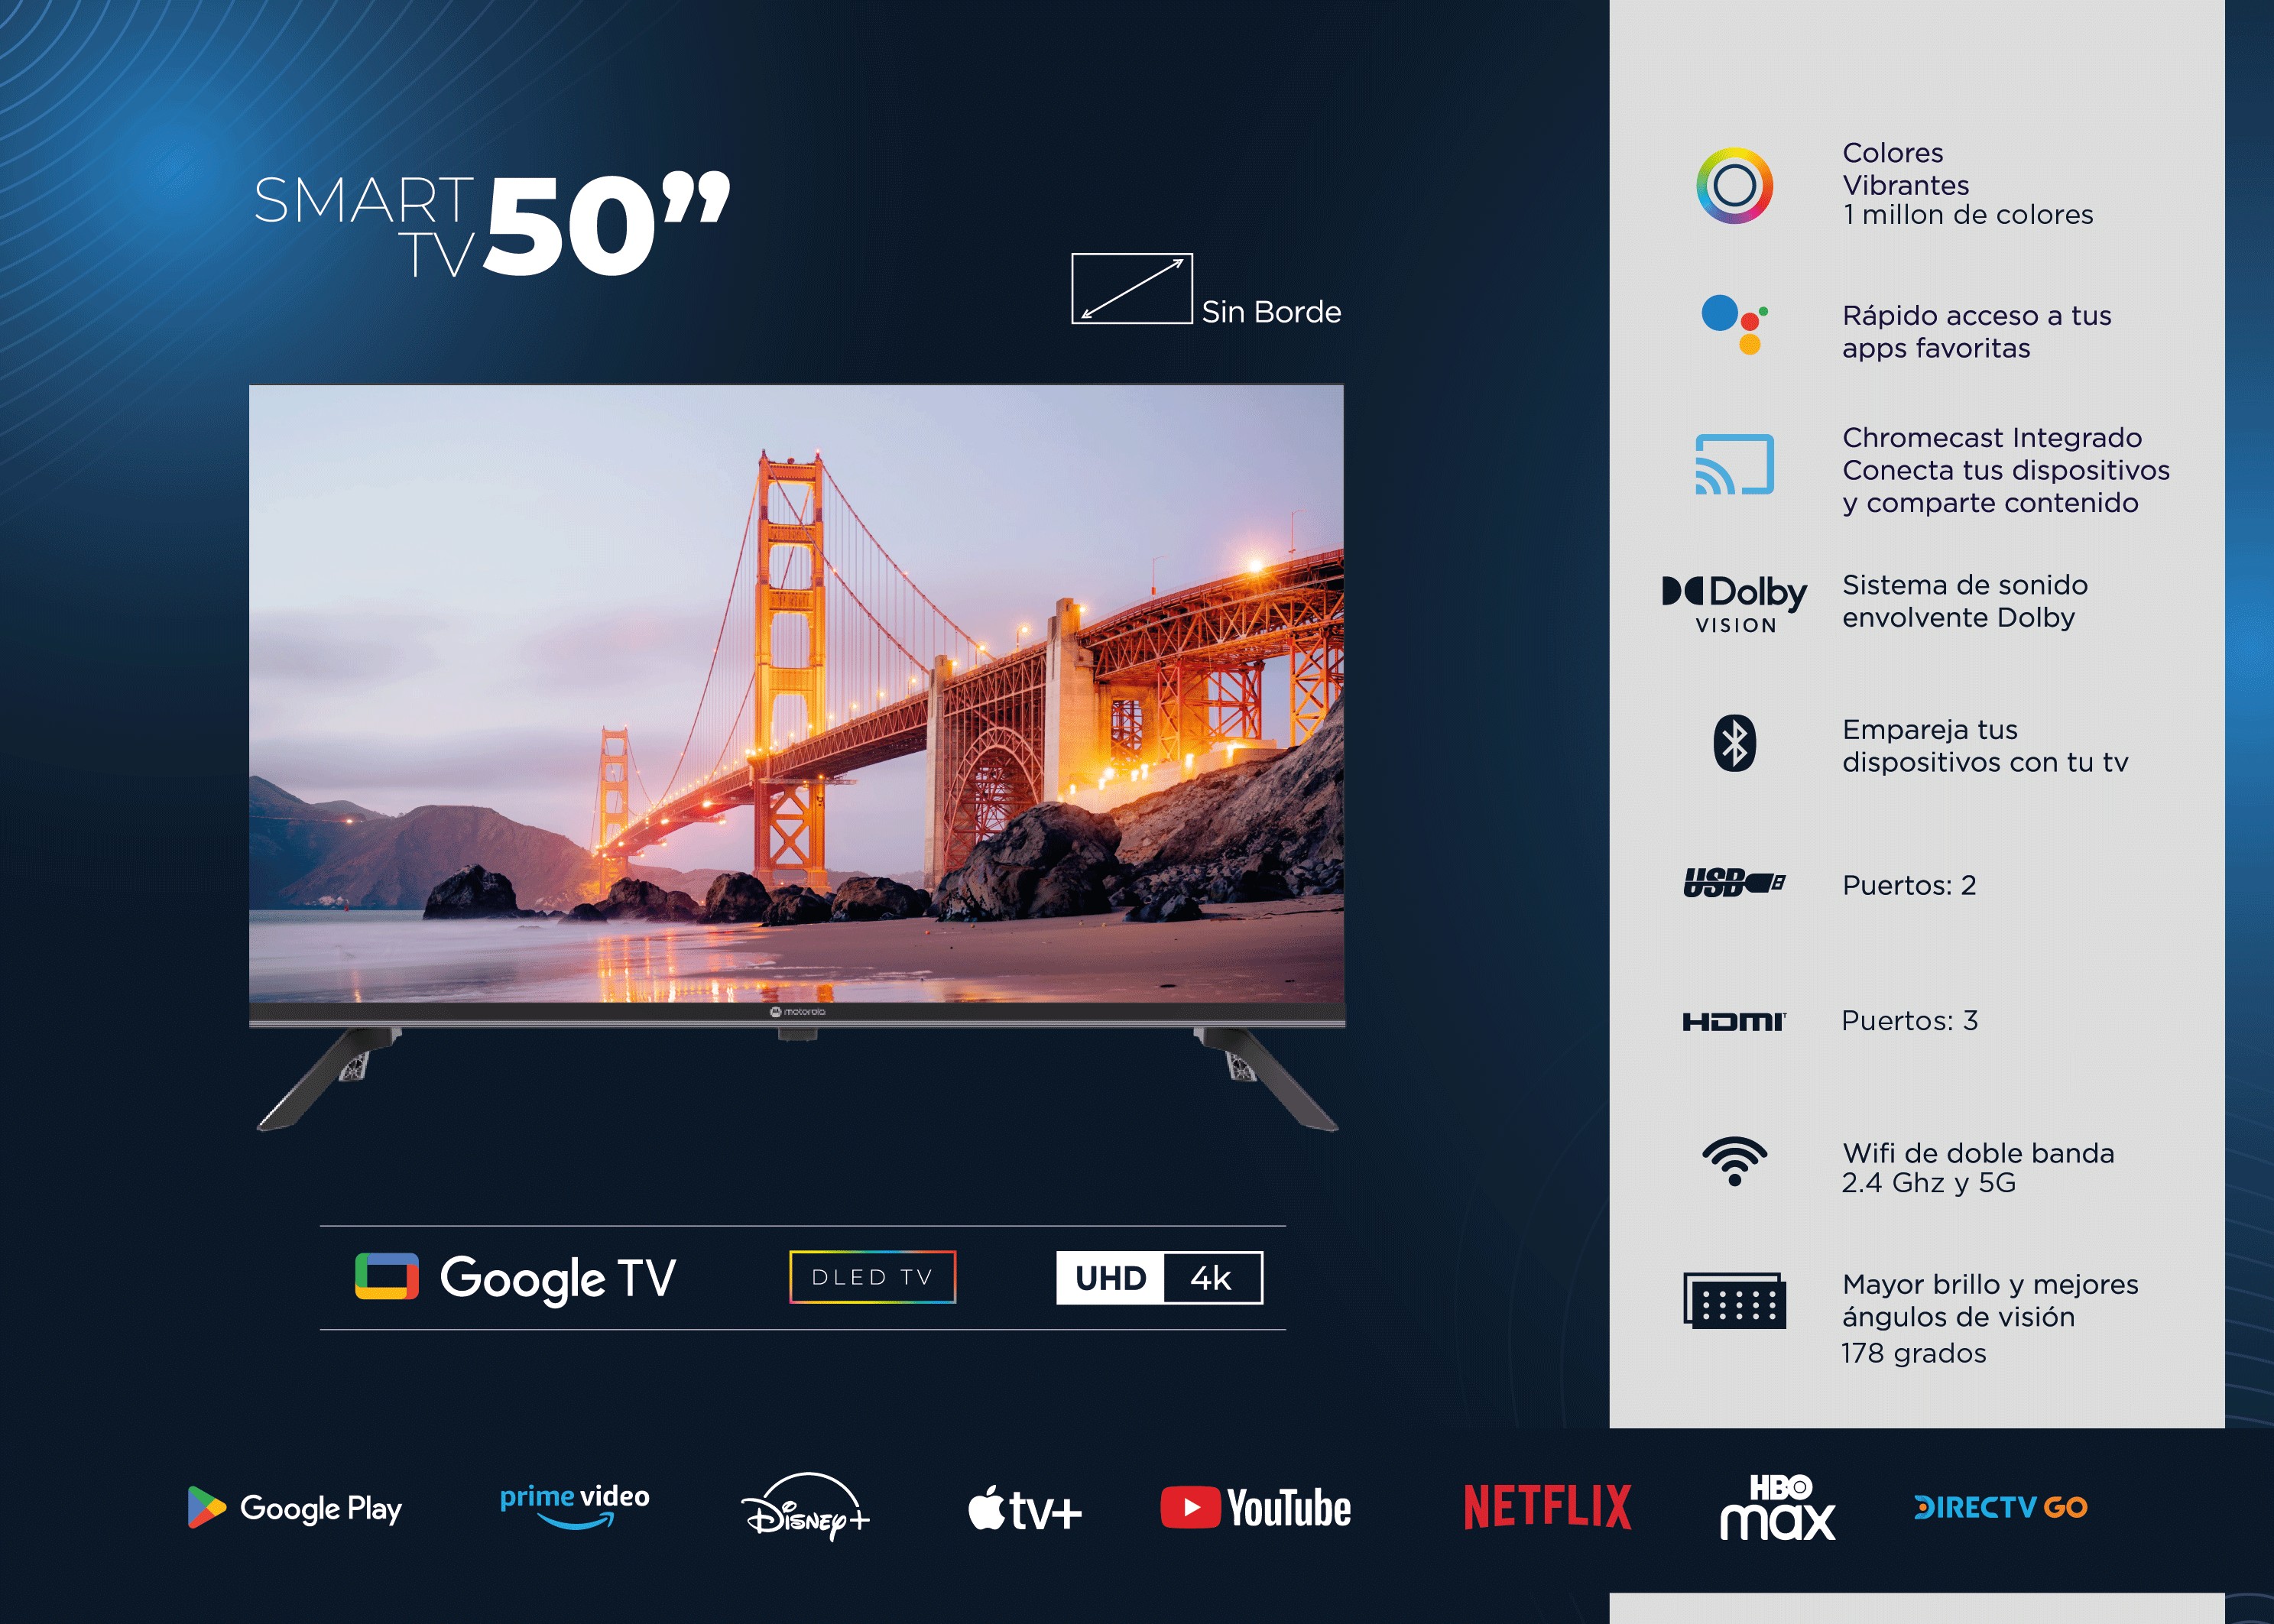 SMART
TV 50”
Sin Borde
motorola
Google TV
DLED TV
UHD 4k
Colores
Vibrantes
1 millon de colores
Rápido acceso a tus
apps favoritas
Chromecast Integrado
Conecta tus dispositivos
y comparte contenido
Dolby
VISION
Sistema de sonido
envolvente Dolby
Empareja tus
dispositivos con tu tv
USB
Puertos: 2
HDMI
Puertos: 3
Wifi de doble banda
2.4 Ghz y 5G
Mayor brillo y mejores
ángulos de visión
178 grados
Google Play
prime video
Disney+
tv+
YouTube
NETFLIX
HBO
max
DIRECTV GO